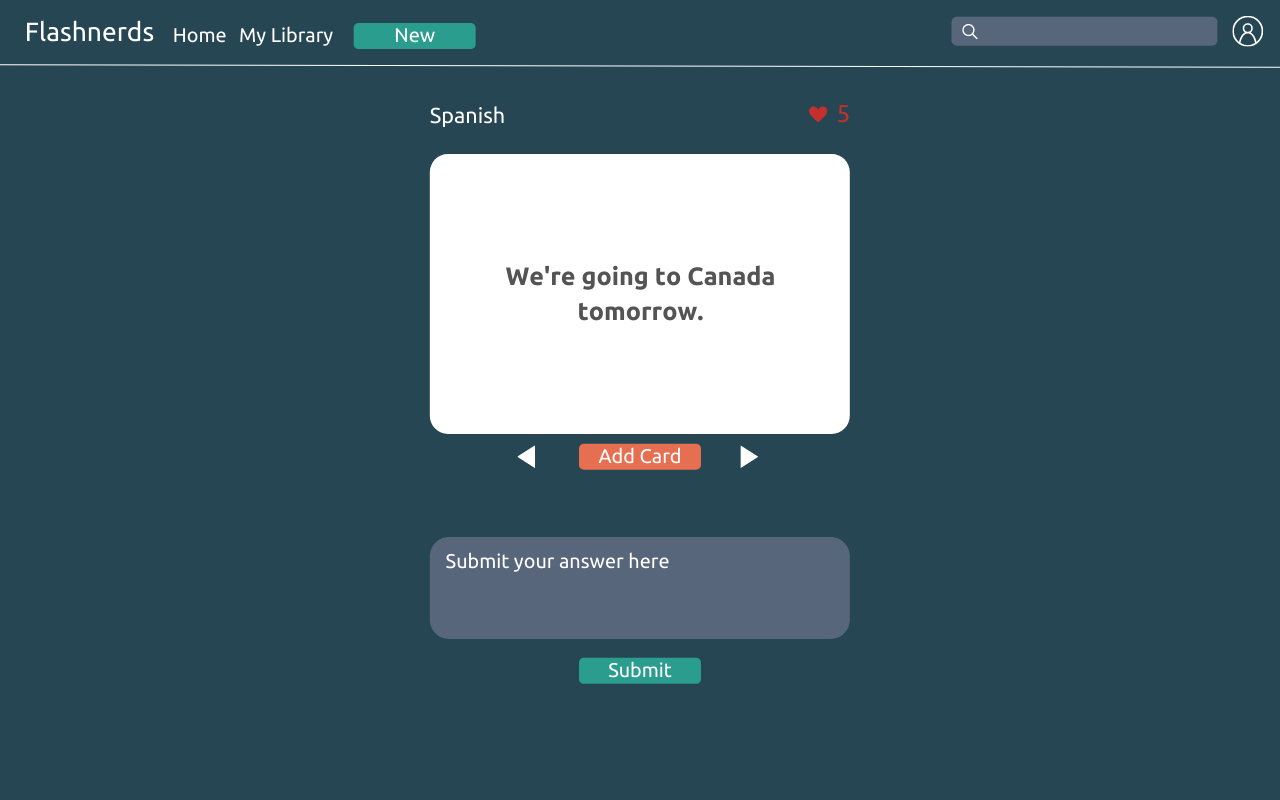 Flashnerds Home My Library New
Spanish 5
We're going to Canada
tomorrow.
Add Card
Submit your answer here
Submit